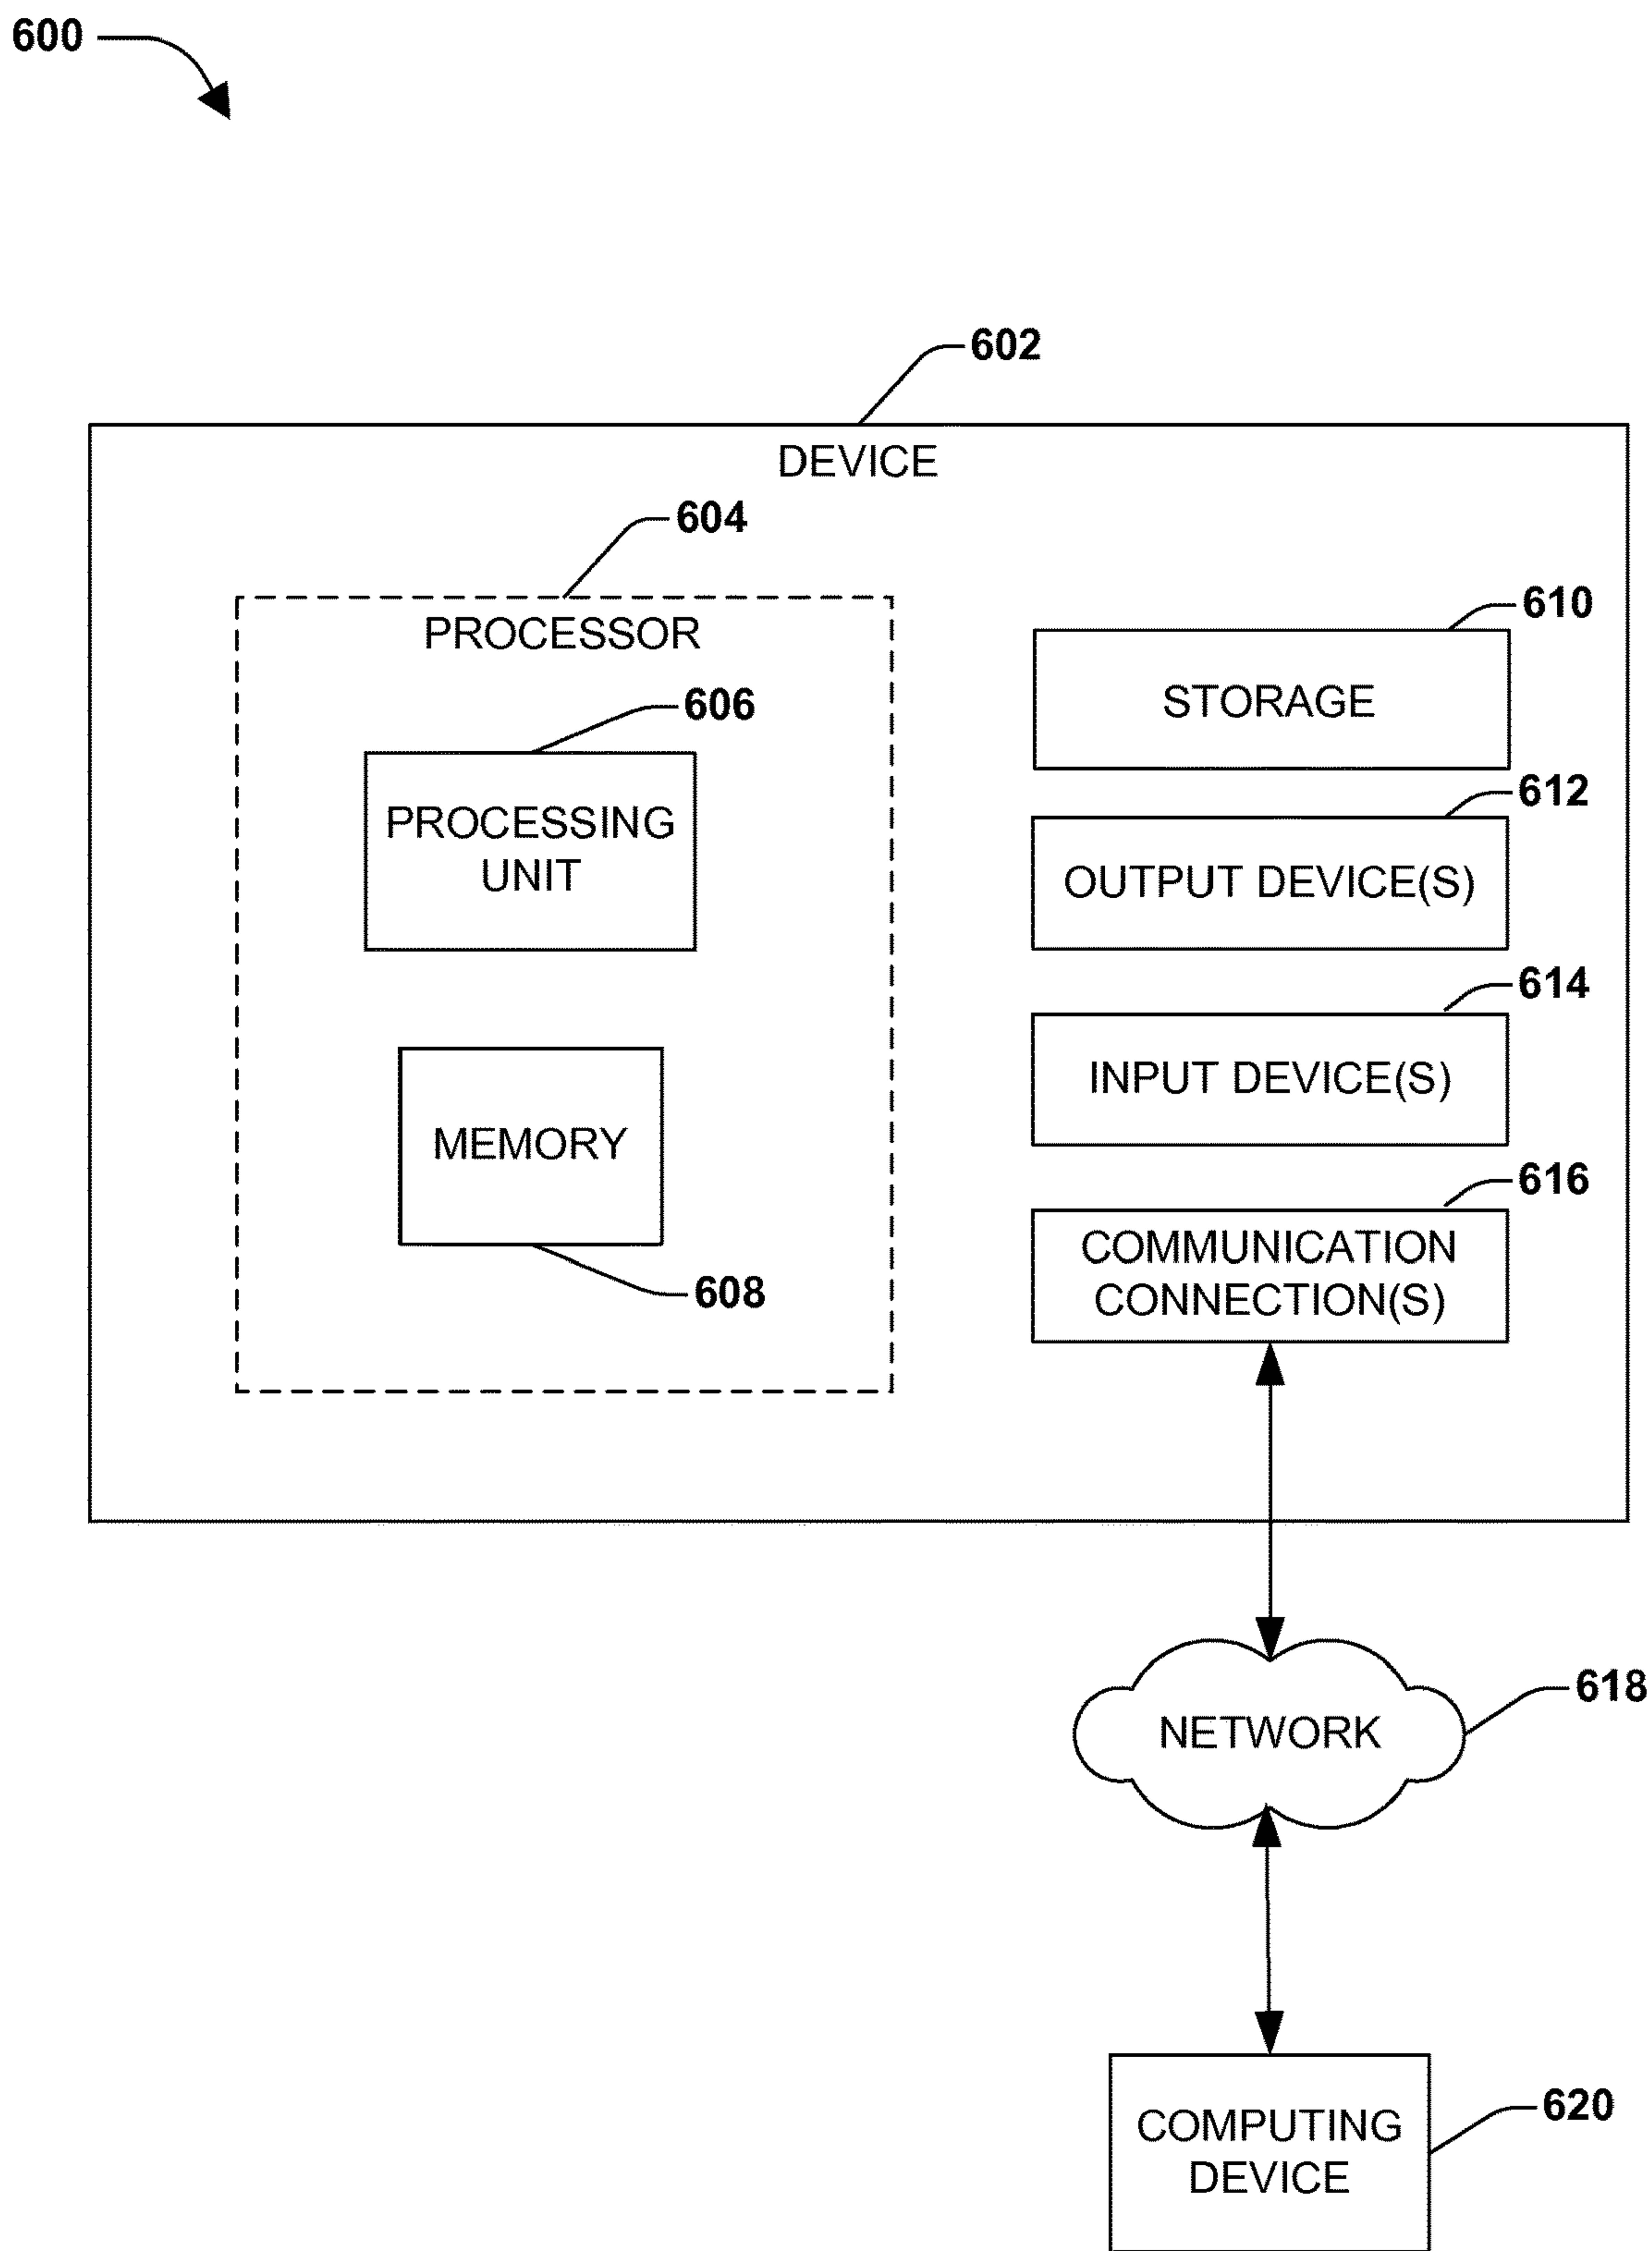 600
602
DEVICE
604
PROCESSOR
606
PROCESSING
UNIT
MEMORY
608
610
STORAGE
612
OUTPUT DEVICE(S)
614
INPUT DEVICE(S)
616
COMMUNICATION
CONNECTION(S)
618
NETWORK
620
COMPUTING
DEVICE